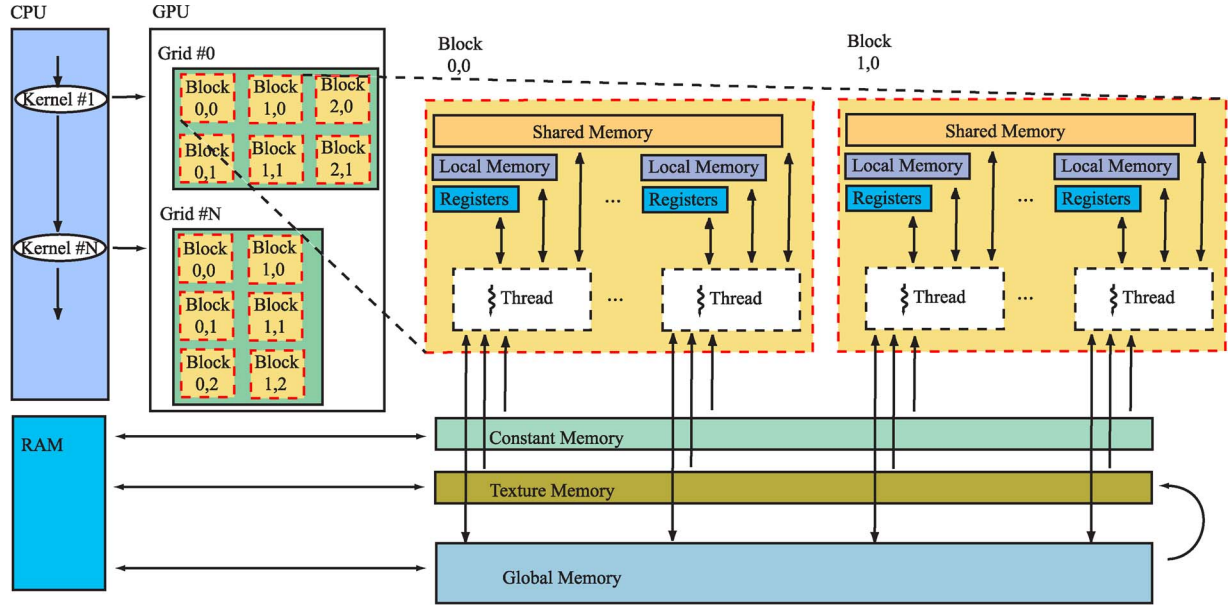 CPU
GPU
Kernel #1
Kernel #N
Grid #0
Block
0,0
Block
1,0
Block
2,0
Block
0,1
Block
1,1
Block
2,1
Grid #N
Block
0,0
Block
1,0
Block
0,1
Block
1,1
Block
0,2
Block
1,2
Block
0,0
Shared Memory
Local Memory
Local Memory
Registers
...
Registers
Thread
...
Thread
Block
1,0
Shared Memory
Local Memory
Local Memory
Registers
...
Registers
Thread
...
Thread
RAM
Constant Memory
Texture Memory
Global Memory